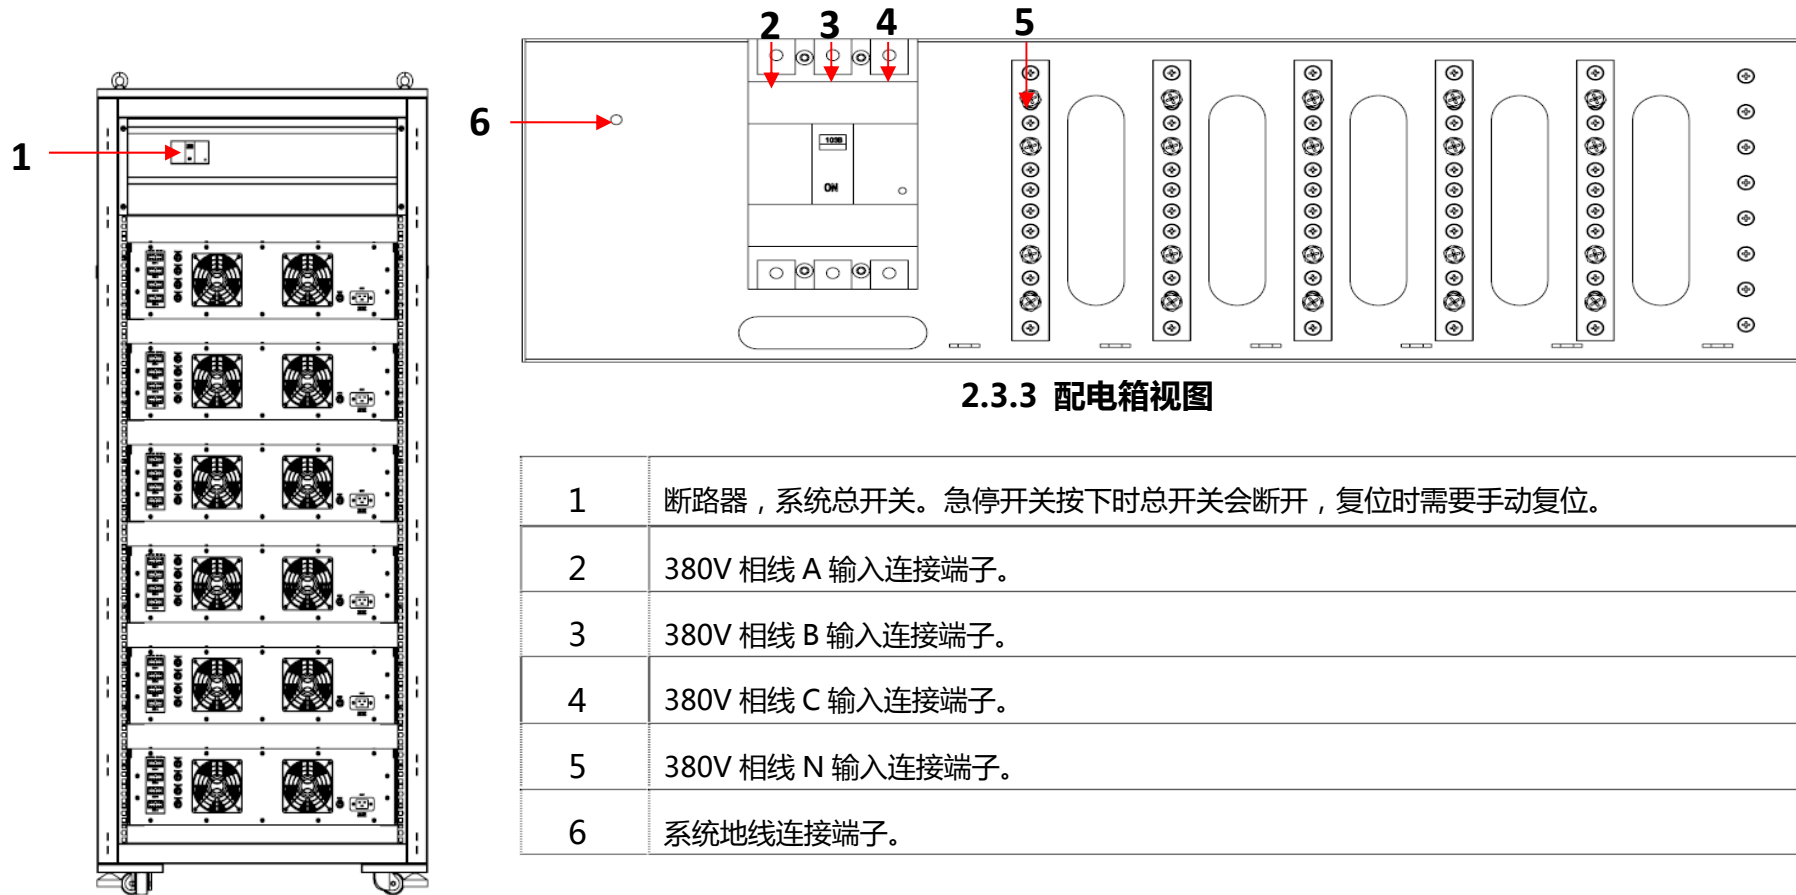 2 3 4 5
6
1
103B
ON
2.3.3 配电箱视图
1 断路器，系统总开关。急停开关按下时总开关会断开，复位时需要手动复位。
2 380V 相线 A 输入连接端子。
3 380V 相线 B 输入连接端子。
4 380V 相线 C 输入连接端子。
5 380V 相线 N 输入连接端子。
6 系统地线连接端子。